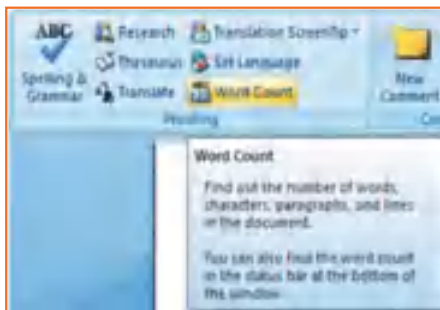 ABC
Spelling & Grammar
Research
Thesaurus
Translate
Translation ScreenTip
Set Language
Word Count
Proofing
New Comment
Word Count
Find out the number of words,
characters, paragraphs, and lines
in the document.
You can also find the word count
in the status bar at the bottom of
the window.